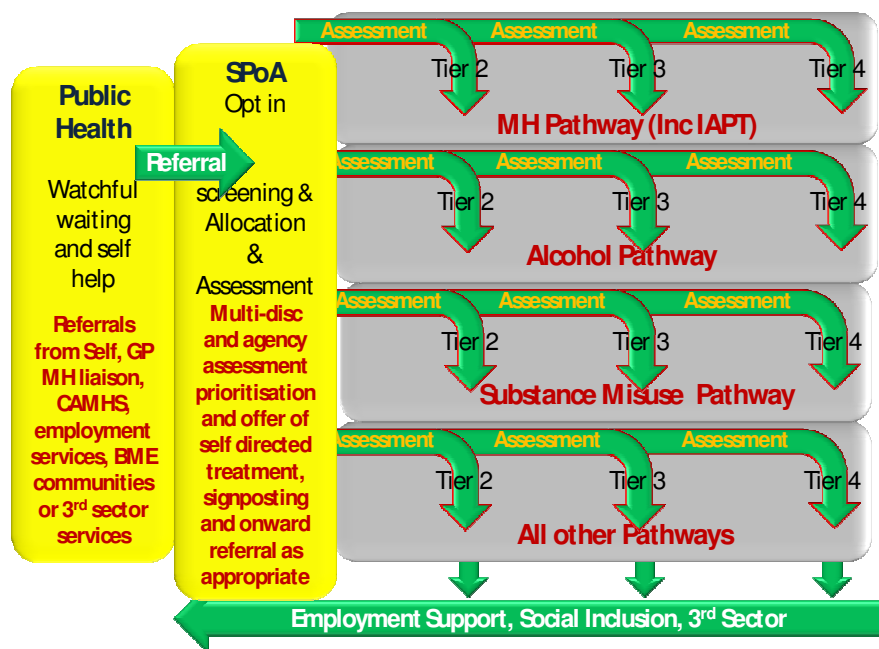 Public
Health
Watchful
waiting
and self
help
Referrals
from Self, GP
MH liaison,
CAMHS,
employment
services, BME
communities
or 3rd sector
services
Referral
SPoA
Opt in
screening &
Allocation
&
Assessment
Multi-disc
and agency
assessment
prioritisation
and offer of
self directed
treatment,
signposting
and onward
referral as
appropriate
Assessment Assessment Assessment
Tier 2 Tier 3 Tier 4
MH Pathway (Inc IAPT)
Assessment Assessment Assessment
Tier 2 Tier 3 Tier 4
Alcohol Pathway
Assessment Assessment Assessment
Tier 2 Tier 3 Tier 4
Substance Misuse Pathway
Assessment Assessment Assessment
Tier 2 Tier 3 Tier 4
All other Pathways
Employment Support, Social Inclusion, 3rd Sector